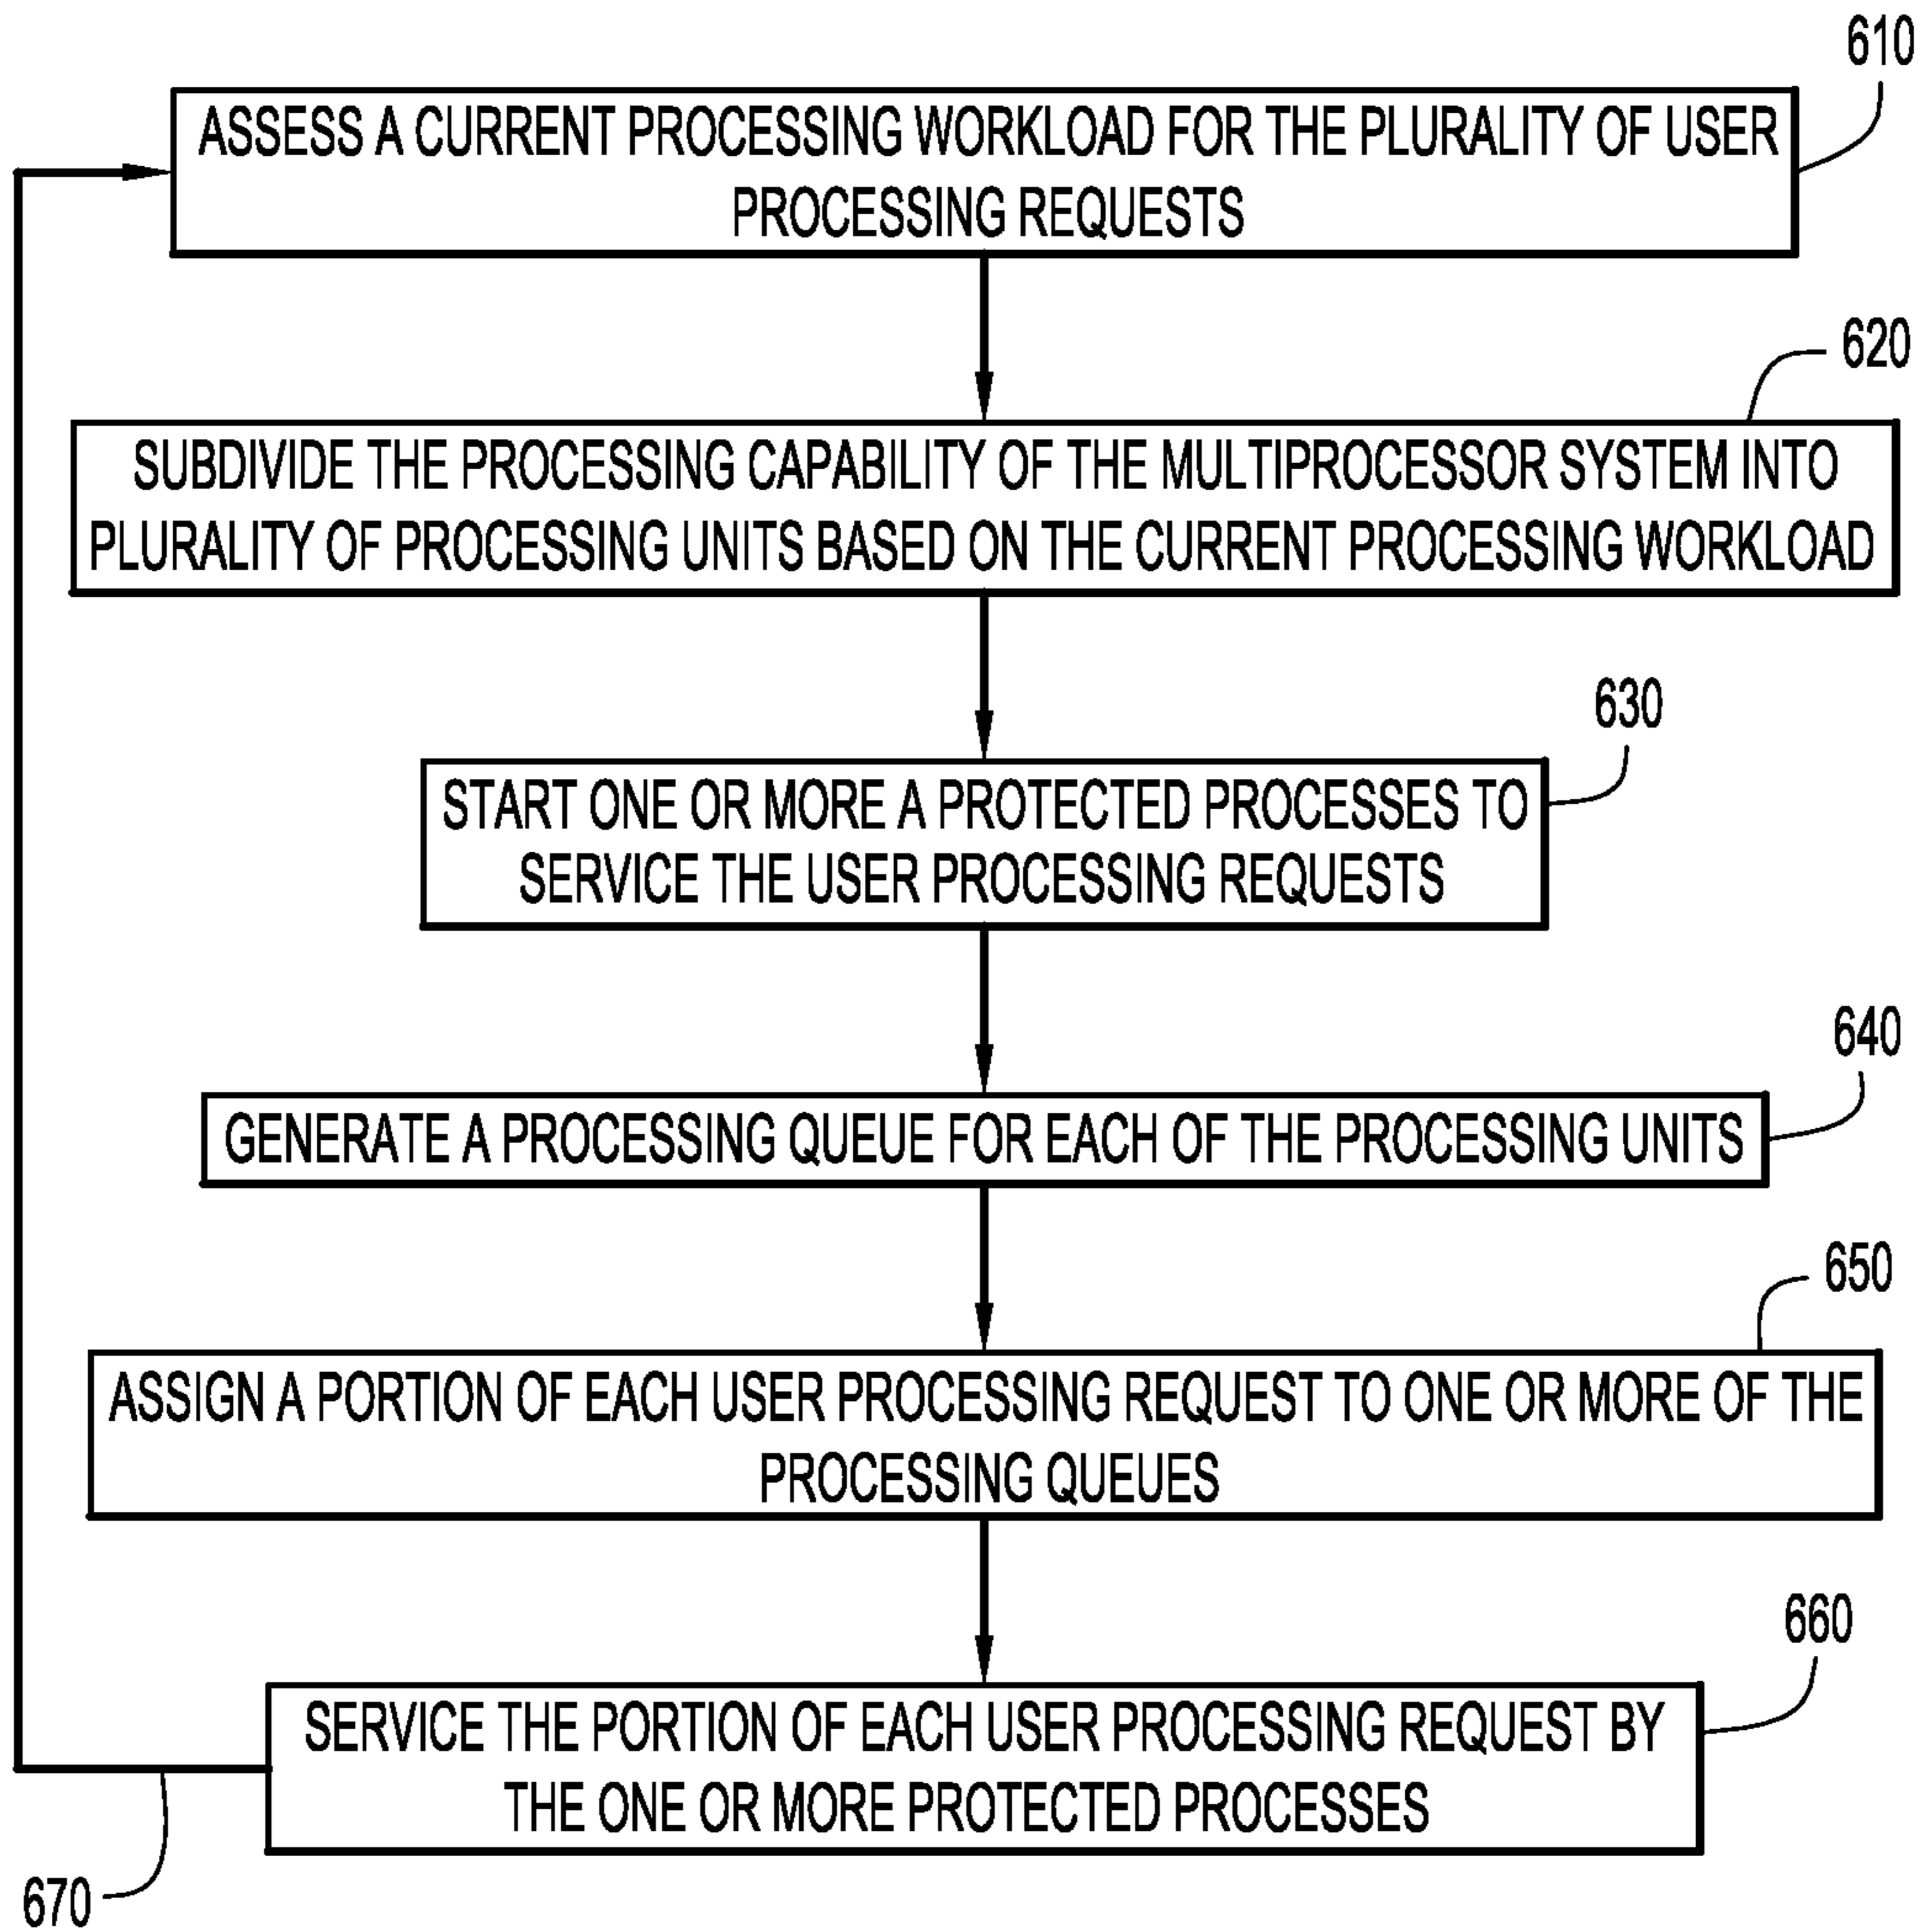 610
ASSESS A CURRENT PROCESSING WORKLOAD FOR THE PLURALITY OF USER
PROCESSING REQUESTS
620
SUBDIVIDE THE PROCESSING CAPABILITY OF THE MULTIPROCESSOR SYSTEM INTO
PLURALITY OF PROCESSING UNITS BASED ON THE CURRENT PROCESSING WORKLOAD
630
START ONE OR MORE A PROTECTED PROCESSES TO
SERVICE THE USER PROCESSING REQUESTS
640
GENERATE A PROCESSING QUEUE FOR EACH OF THE PROCESSING UNITS
650
ASSIGN A PORTION OF EACH USER PROCESSING REQUEST TO ONE OR MORE OF THE
PROCESSING QUEUES
660
SERVICE THE PORTION OF EACH USER PROCESSING REQUEST BY
THE ONE OR MORE PROTECTED PROCESSES
670